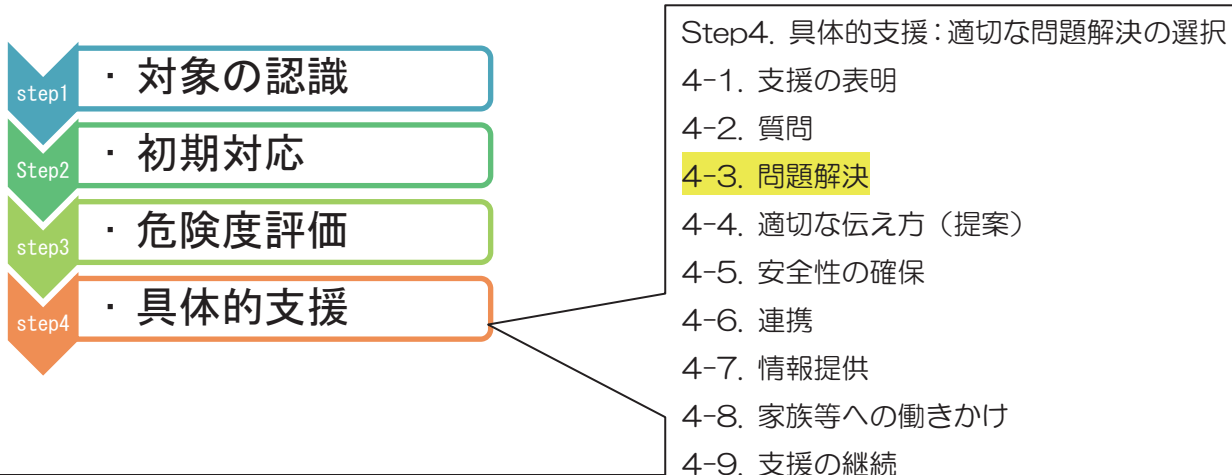 step1
・対象の認識
Step2
・初期対応
step3
・危険度評価
step4
・具体的支援
Step4. 具体的支援：適切な問題解決の選択
4-1. 支援の表明
4-2. 質問
4-3. 問題解決
4-4. 適切な伝え方（提案）
4-5. 安全性の確保
4-6. 連携
4-7. 情報提供
4-8. 家族等への働きかけ
4-9. 支援の継続